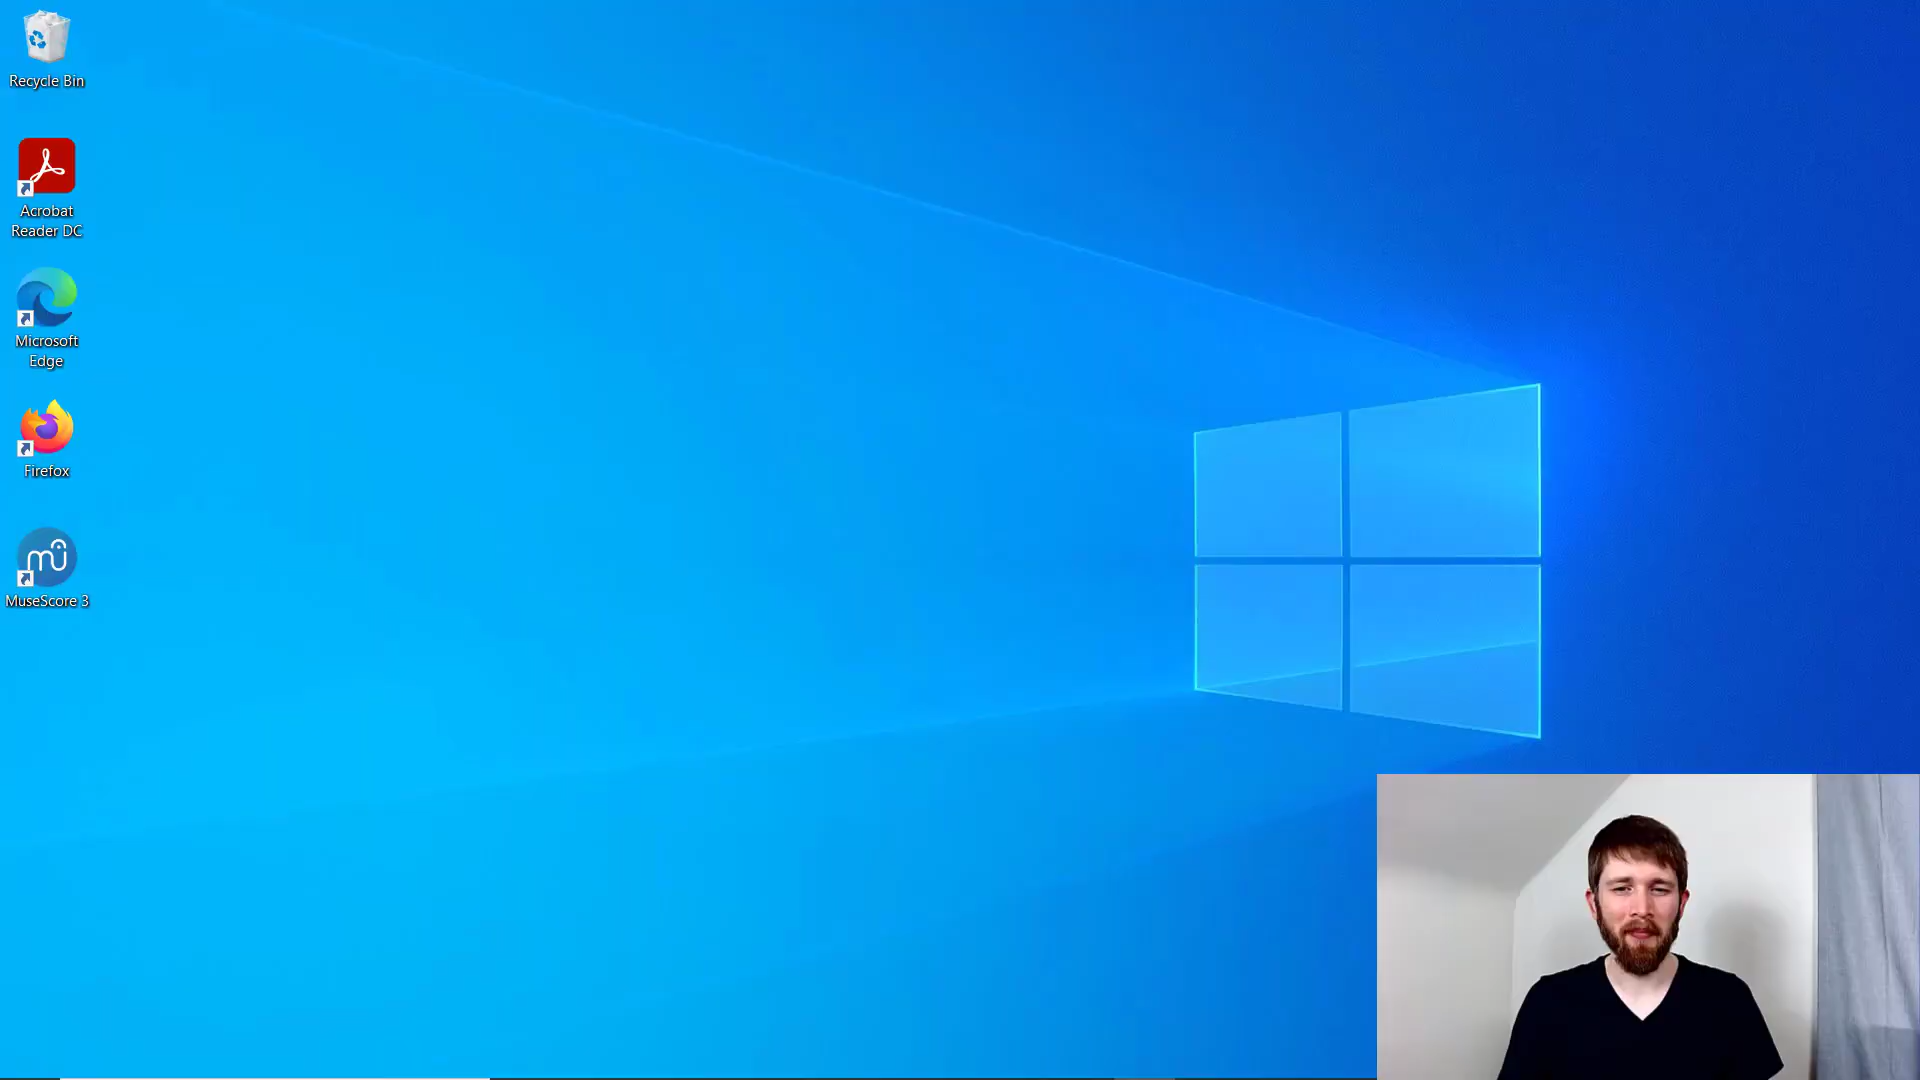 Recycle Bin
Acrobat
Reader DC
Microsoft
Edge
Firefox
MuseScore 3